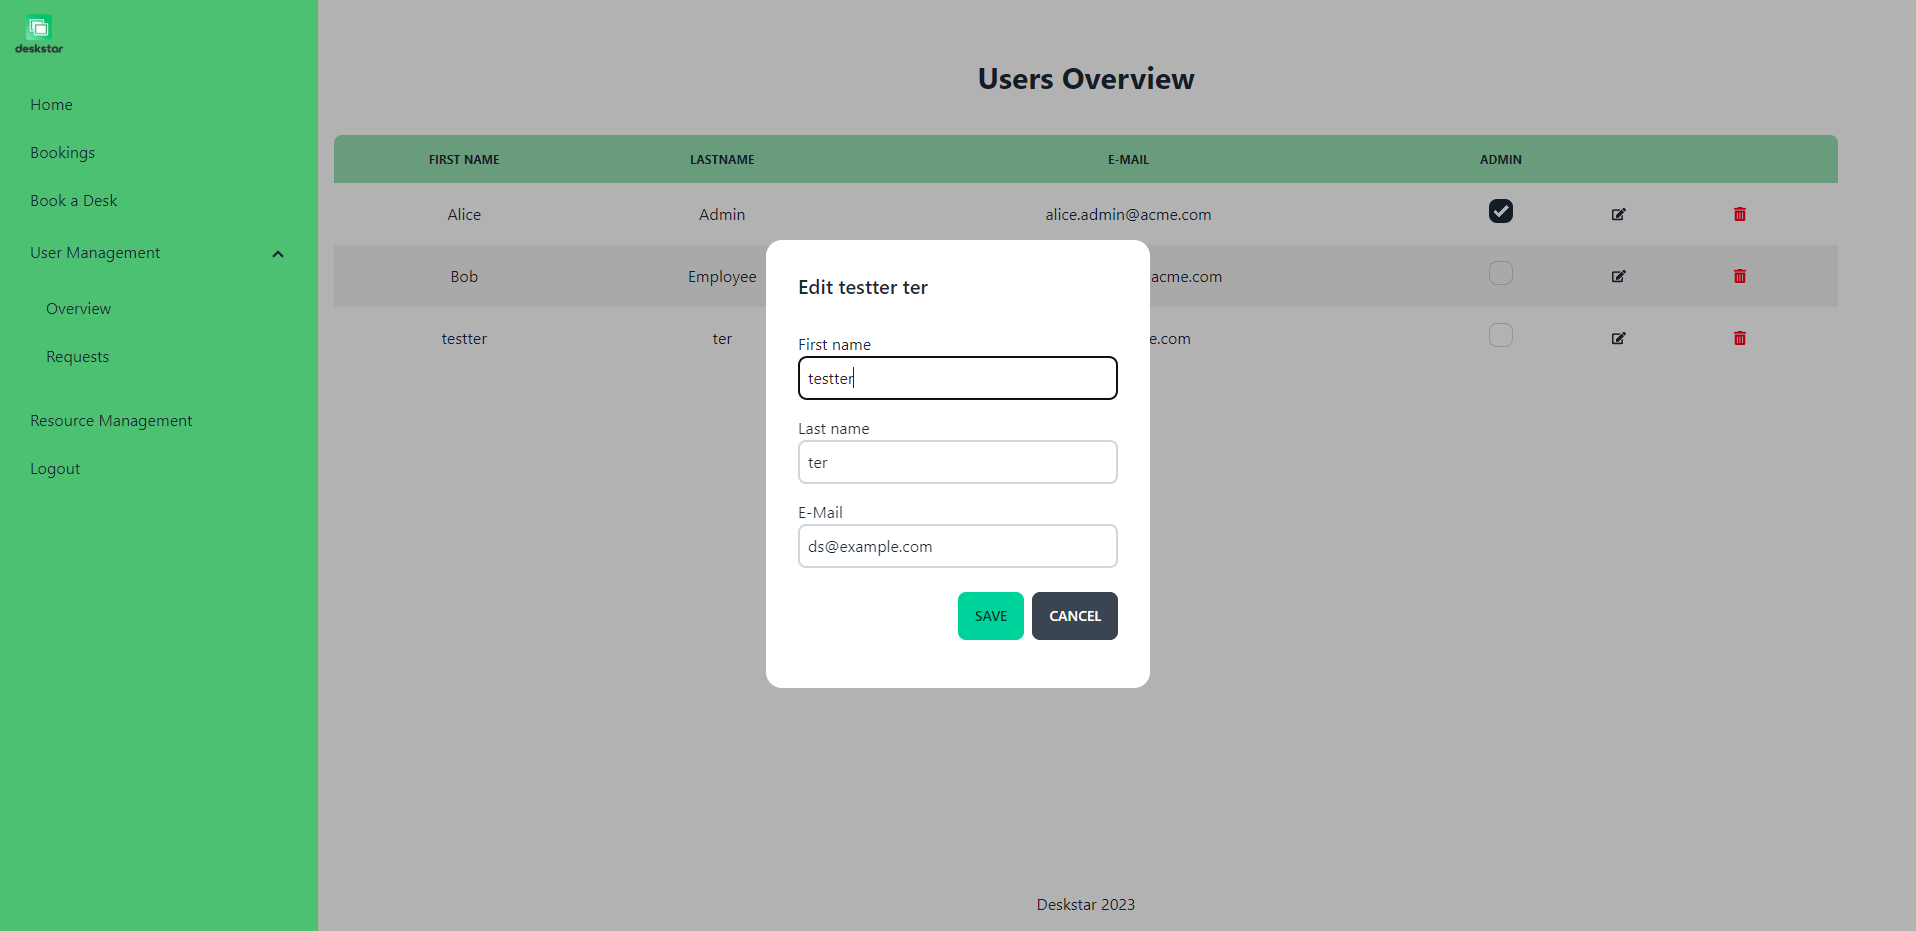 deskstar
Home
Bookings
Book a Desk
User Management
Overview
Requests
Resource Management
Logout
Users Overview
FIRST NAME LASTNAME E-MAIL ADMIN
Alice Admin alice.admin@acme.com
Bob Employee acme.com
testter ter e.com
Edit testter ter
First name
testter
Last name
ter
E-Mail
ds@example.com
SAVE CANCEL
Deskstar 2023